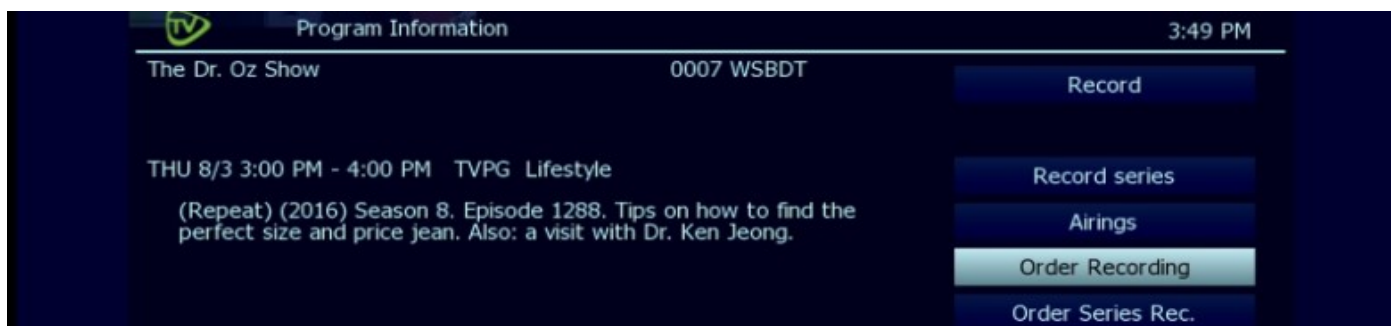 TV Program Information 3:49 PM
The Dr. Oz Show 0007 WSBDT
Record
THU 8/3 3:00 PM - 4:00 PM TVPG Lifestyle
Record series
(Repeat) (2016) Season 8. Episode 1288. Tips on how to find the
perfect size and price jean. Also: a visit with Dr. Ken Jeong.
Airings
Order Recording
Order Series Rec.